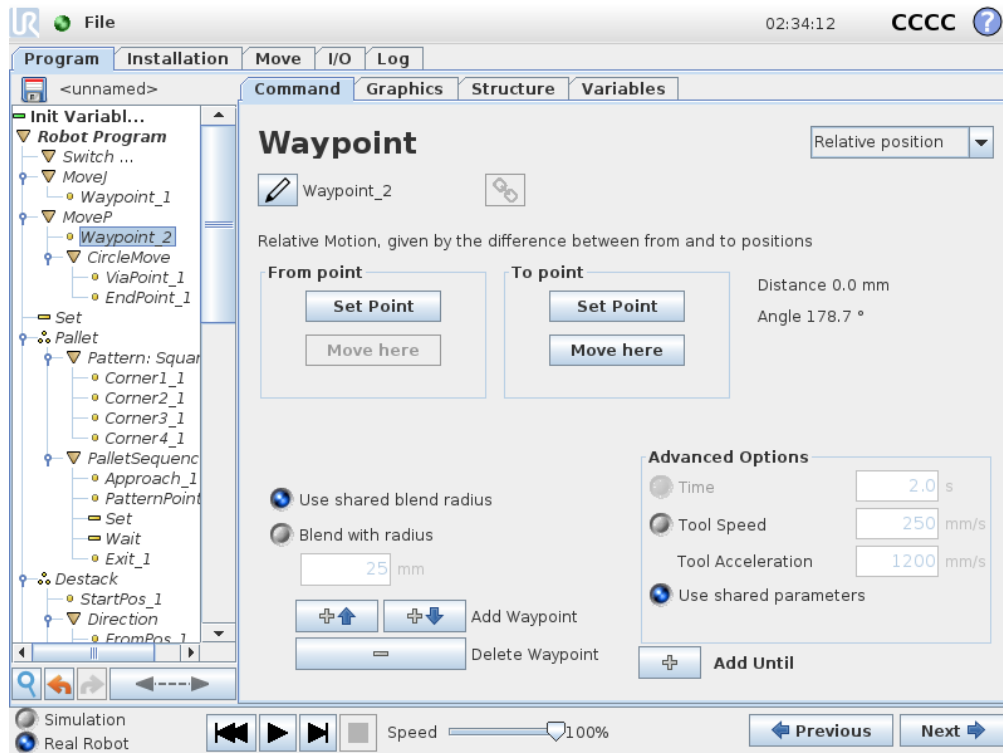 UR File 02:34:12 CCCC ?
Program Installation Move I/O Log
<unnamed> Command Graphics Structure Variables
Init Variabl...
Robot Program
Switch ...
MoveJ
Waypoint_1
MoveP
Waypoint_2
CircleMove
ViaPoint_1
EndPoint_1
Set
Pallet
Pattern: Squar
Corner1_1
Corner2_1
Corner3_1
Corner4_1
PalletSequenc
Approach_1
PatternPoint
Set
Wait
Exit_1
Destack
StartPos_1
Direction
FromPos_1
Waypoint
Relative position
Waypoint_2
Relative Motion, given by the difference between from and to positions
From point
Set Point
Move here
To point
Set Point
Move here
Distance 0.0 mm
Angle 178.7 °
Use shared blend radius
Blend with radius
25 mm
Add Waypoint
Delete Waypoint
Advanced Options
Time 2.0 s
Tool Speed 250 mm/s
Tool Acceleration 1200 mm/s
Use shared parameters
Add Until
Simulation
Real Robot
Speed 100%
Previous Next